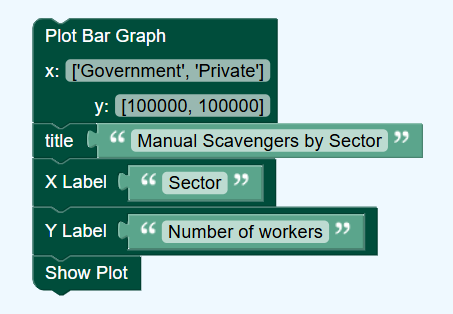 Plot Bar Graph
x: ['Government', 'Private']
y: [100000, 100000]
title “ Manual Scavengers by Sector ”
X Label “ Sector ”
Y Label “ Number of workers ”
Show Plot